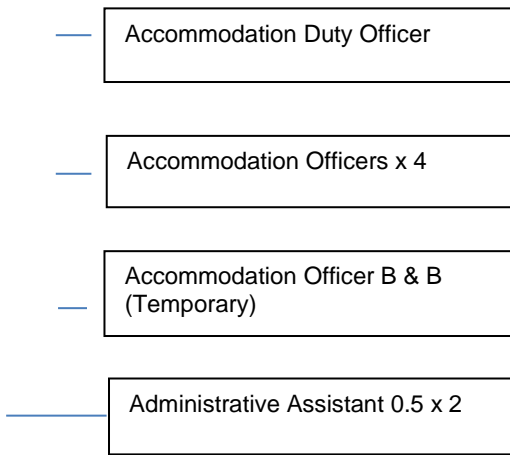 Accommodation Duty Officer
Accommodation Officers x 4
Accommodation Officer B & B
(Temporary)
Administrative Assistant 0.5 x 2